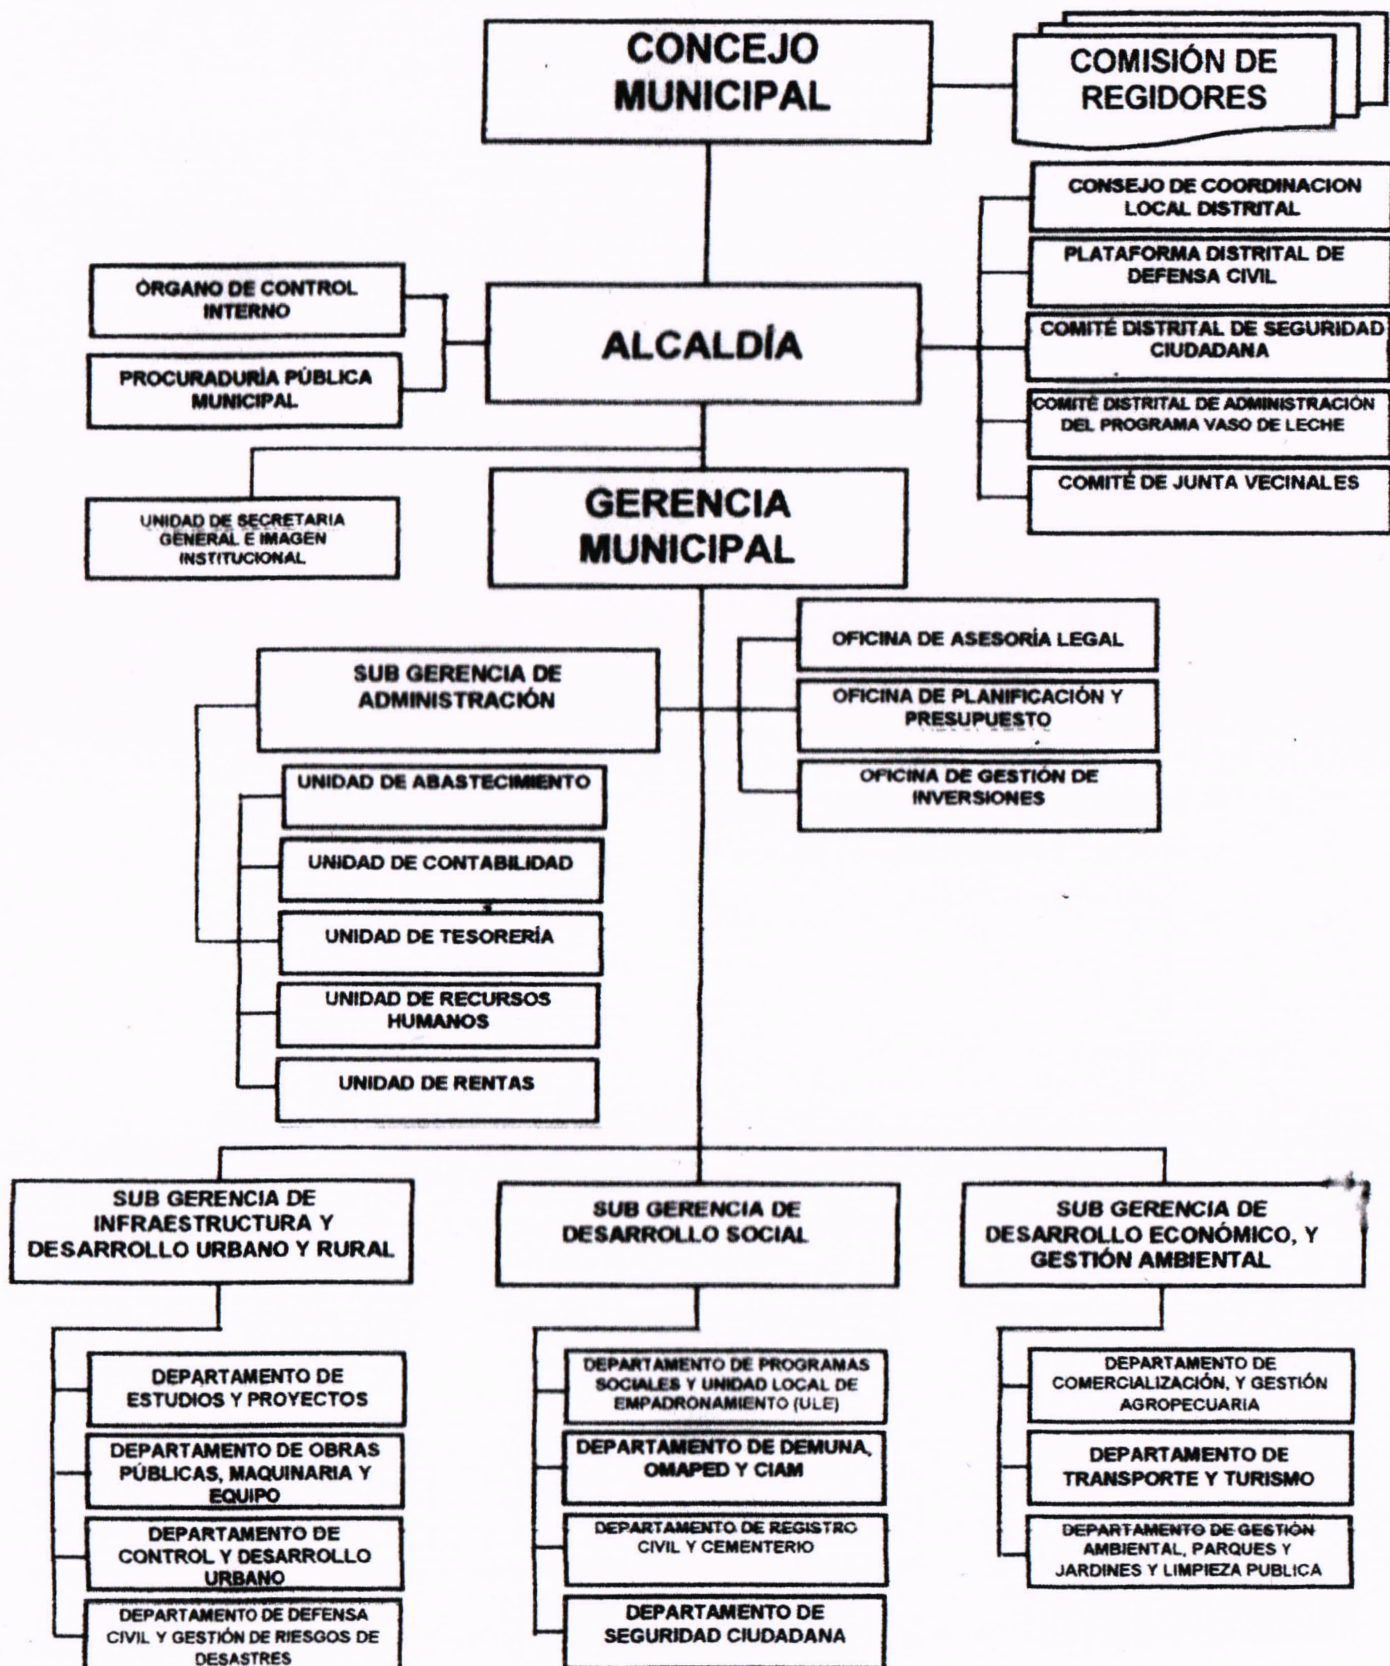 CONCEJO
MUNICIPAL
COMISIÓN DE
REGIDORES
CONSEJO DE COORDINACION
LOCAL DISTRITAL
PLATAFORMA DISTRITAL DE
DEFENSA CIVIL
COMITÉ DISTRITAL DE SEGURIDAD
CIUDADANA
COMITÉ DISTRITAL DE ADMINISTRACIÓN
DEL PROGRAMA VASO DE LECHE
COMITÉ DE JUNTA VECINALES
ÓRGANO DE CONTROL
INTERNO
PROCURADURÍA PÚBLICA
MUNICIPAL
ALCALDÍA
UNIDAD DE SECRETARIA
GENERAL E IMAGEN
INSTITUCIONAL
GERENCIA
MUNICIPAL
OFICINA DE ASESORÍA LEGAL
OFICINA DE PLANIFICACIÓN Y
PRESUPUESTO
OFICINA DE GESTIÓN DE
INVERSIONES
SUB GERENCIA DE
ADMINISTRACIÓN
UNIDAD DE ABASTECIMIENTO
UNIDAD DE CONTABILIDAD
UNIDAD DE TESORERÍA
UNIDAD DE RECURSOS
HUMANOS
UNIDAD DE RENTAS
SUB GERENCIA DE
INFRAESTRUCTURA Y
DESARROLLO URBANO Y RURAL
DEPARTAMENTO DE
ESTUDIOS Y PROYECTOS
DEPARTAMENTO DE OBRAS
PÚBLICAS, MAQUINARIA Y
EQUIPO
DEPARTAMENTO DE
CONTROL Y DESARROLLO
URBANO
DEPARTAMENTO DE DEFENSA
CIVIL Y GESTIÓN DE RIESGOS DE
DESASTRES
SUB GERENCIA DE
DESARROLLO SOCIAL
DEPARTAMENTO DE PROGRAMAS
SOCIALES Y UNIDAD LOCAL DE
EMPADRONAMIENTO (ULE)
DEPARTAMENTO DE DEMUNA,
OMAPED Y CIAM
DEPARTAMENTO DE REGISTRO
CIVIL Y CEMENTERIO
DEPARTAMENTO DE
SEGURIDAD CIUDADANA
SUB GERENCIA DE
DESARROLLO ECONÓMICO, Y
GESTIÓN AMBIENTAL
DEPARTAMENTO DE
COMERCIALIZACIÓN, Y GESTIÓN
AGROPECUARIA
DEPARTAMENTO DE
TRANSPORTE Y TURISMO
DEPARTAMENTO DE GESTIÓN
AMBIENTAL, PARQUES Y
JARDINES Y LIMPIEZA PUBLICA